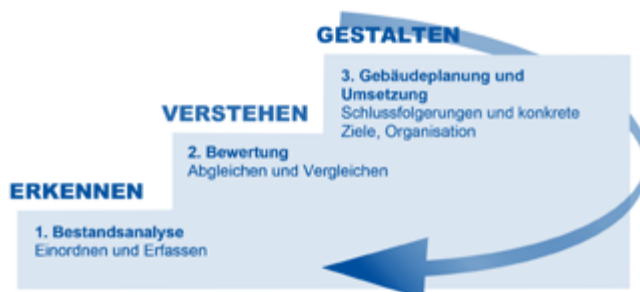 GESTALTEN
3. Gebäudeplanung und
Umsetzung
Schlussfolgerungen und konkrete
Ziele, Organisation
VERSTEHEN
2. Bewertung
Abgleichen und Vergleichen
ERKENNEN
1. Bestandsanalyse
Einordnen und Erfassen